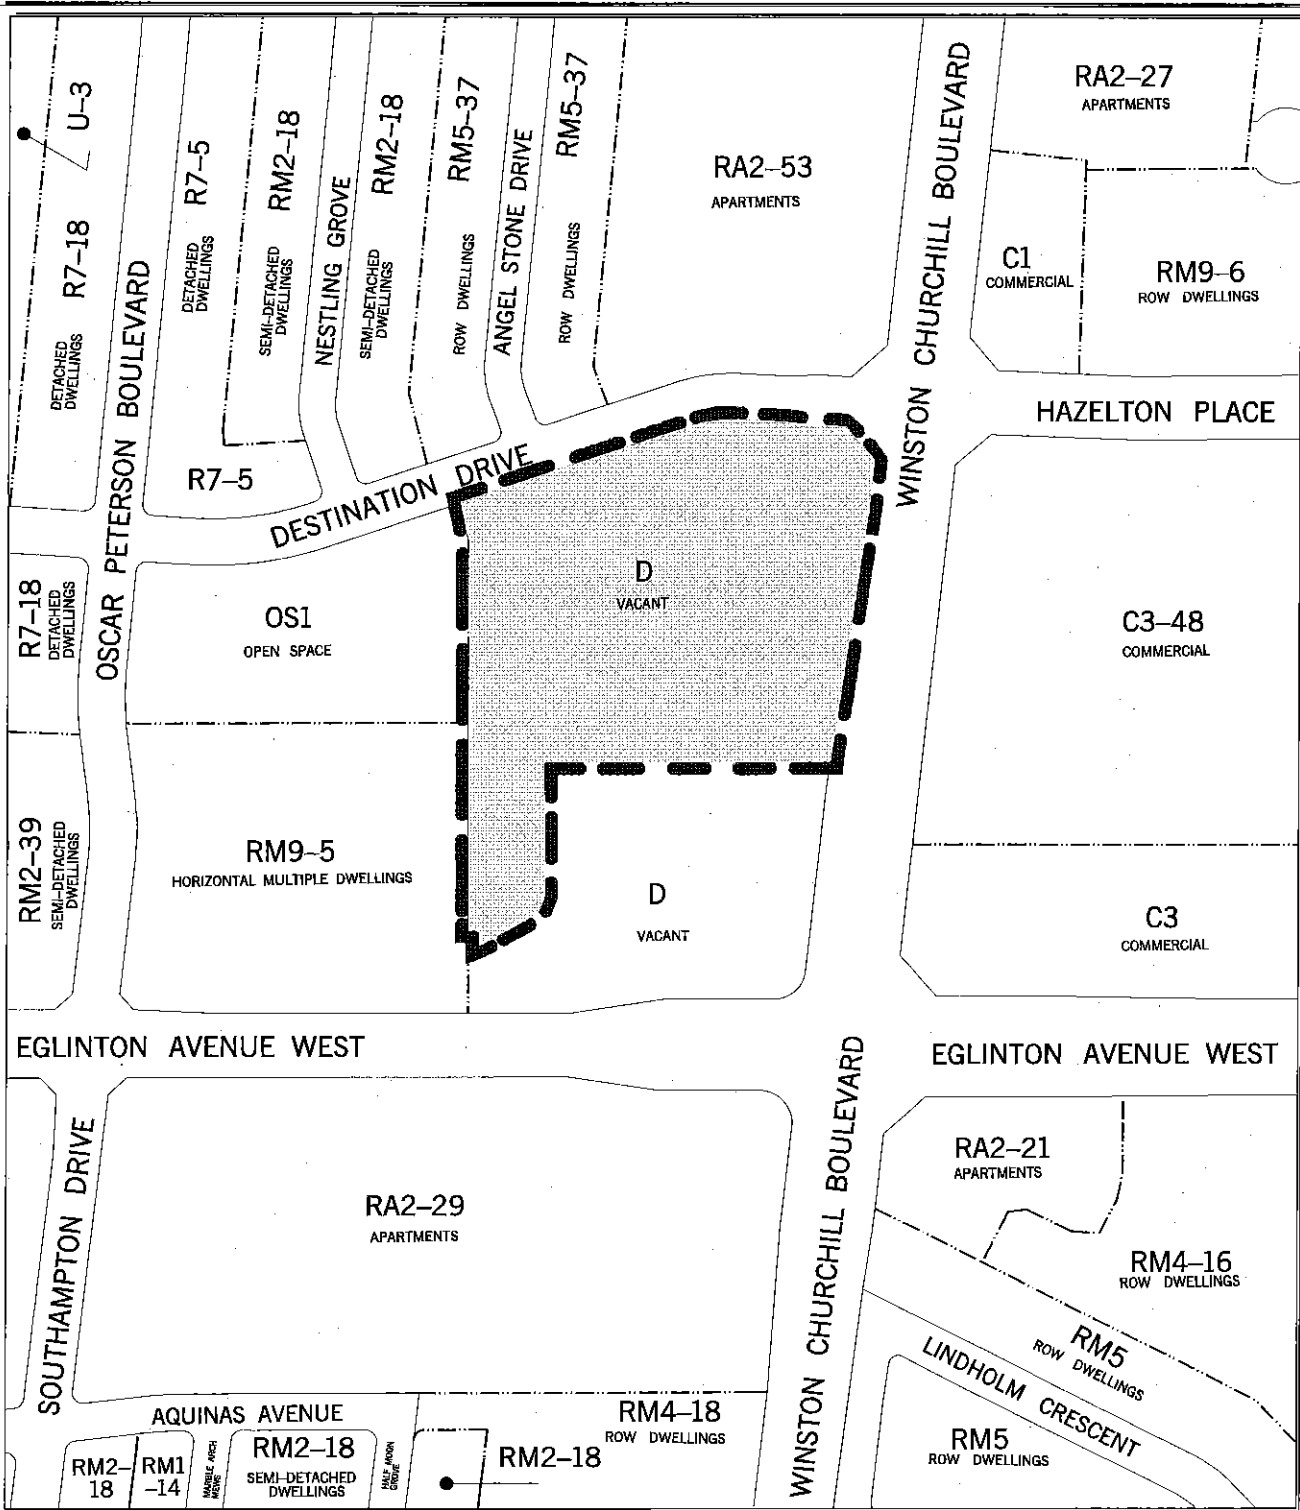 U-3
R7-18
DETACHED
DWELLINGS
OSCAR PETERSON BOULEVARD
R7-5
DETACHED
DWELLINGS
RM2-18
SEMI-DETACHED
DWELLINGS
NESTLING GROVE
RM2-18
SEMI-DETACHED
DWELLINGS
RM5-37
ROW DWELLINGS
ANGEL STONE DRIVE
RM5-37
ROW DWELLINGS
RA2-53
APARTMENTS
WINSTON CHURCHILL BOULEVARD
RA2-27
APARTMENTS
C1
COMMERCIAL
RM9-6
ROW DWELLINGS
HAZELTON PLACE
R7-5
DESTINATION DRIVE
R7-18
DETACHED
DWELLINGS
OS1
OPEN SPACE
D
VACANT
C3-48
COMMERCIAL
RM2-39
SEMI-DETACHED
DWELLINGS
RM9-5
HORIZONTAL MULTIPLE DWELLINGS
D
VACANT
C3
COMMERCIAL
EGLINTON AVENUE WEST
EGLINTON AVENUE WEST
SOUTHAMPTON DRIVE
RA2-29
APARTMENTS
WINSTON CHURCHILL BOULEVARD
RA2-21
APARTMENTS
RM4-16
ROW DWELLINGS
RM5
ROW DWELLINGS
LINDHOLM CRESCENT
RM5
ROW DWELLINGS
AQUINAS AVENUE
RM4-18
ROW DWELLINGS
RM2-
18
RM1
-14
MARBLE ARCH
MEWS
RM2-18
SEMI-DETACHED
DWELLINGS
HALF MOON
GROVE
RM2-18